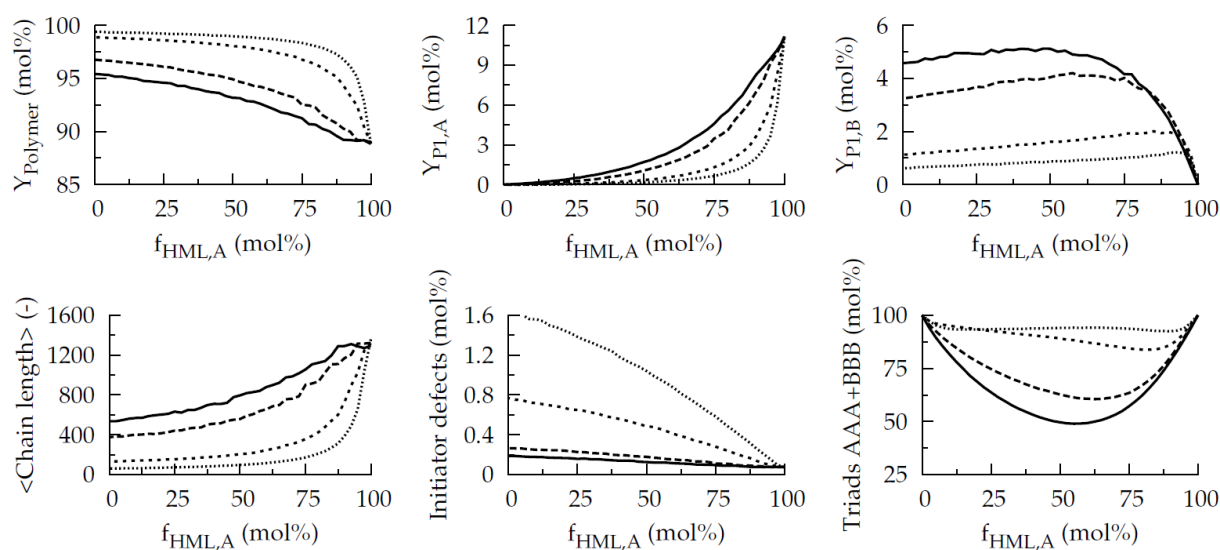 Y_Polymer (mol%)
100
95
90
85
0 25 50 75 100
f_HML,A (mol%)
Y_P1,A (mol%)
12
9
6
3
0
0 25 50 75 100
f_HML,A (mol%)
Y_P1,B (mol%)
6
4
2
0
0 25 50 75 100
f_HML,A (mol%)
<Chain length> (-)
1600
1200
800
400
0
0 25 50 75 100
f_HML,A (mol%)
Initiator defects (mol%)
1.6
1.2
0.8
0.4
0
0 25 50 75 100
f_HML,A (mol%)
Triads AAA+BBB (mol%)
100
75
50
25
0 25 50 75 100
f_HML,A (mol%)